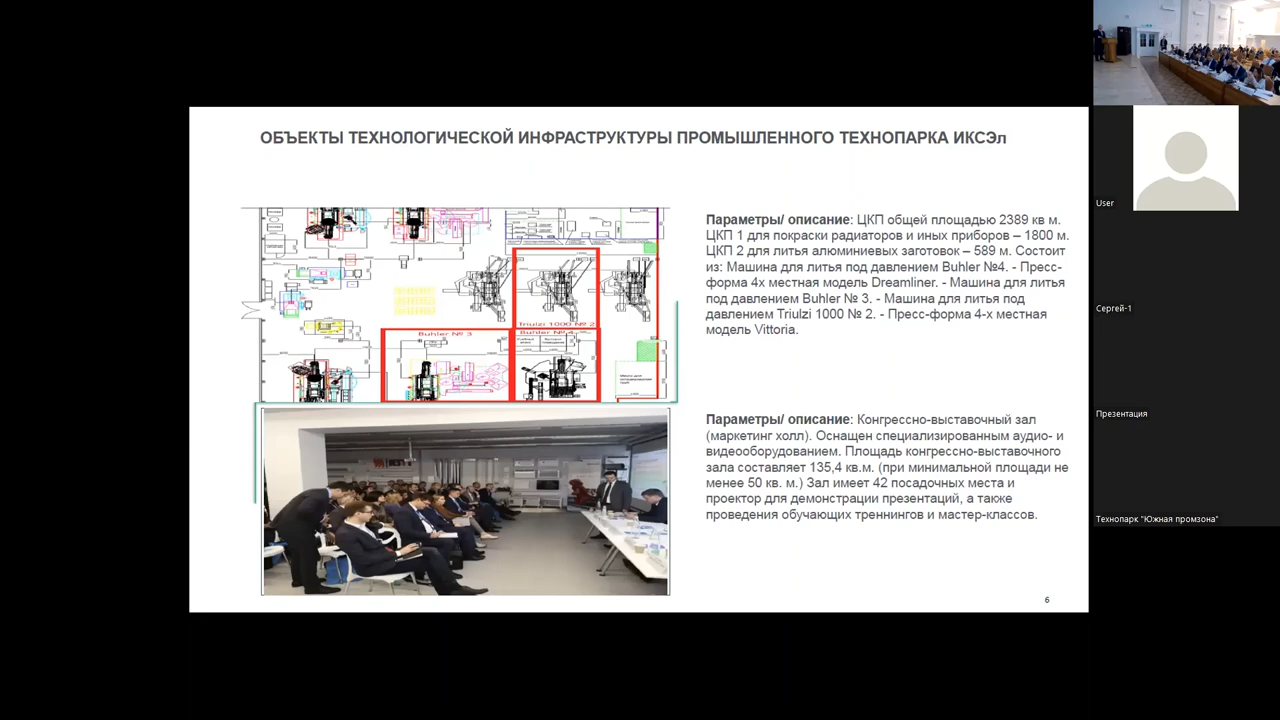 ОБЪЕКТЫ ТЕХНОЛОГИЧЕСКОЙ ИНФРАСТРУКТУРЫ ПРОМЫШЛЕННОГО ТЕХНОПАРКА ИКСЭл
Параметры/ описание: ЦКП общей площадью 2389 кв м.
ЦКП 1 для покраски радиаторов и иных приборов – 1800 м.
ЦКП 2 для литья алюминиевых заготовок – 589 м. Состоит
из: Машина для литья под давлением Buhler №4. - Пресс-
форма 4х местная модель Dreamliner. - Машина для литья
под давлением Buhler № 3. - Машина для литья под
давлением Triulzi 1000 № 2. - Пресс-форма 4-х местная
модель Vittoria.
Triulzi 1000 № 2
Buhler № 3
Buhler № 4
Параметры/ описание: Конгрессно-выставочный зал
(маркетинг холл). Оснащен специализированным аудио- и
видеооборудованием. Площадь конгрессно-выставочного
зала составляет 135,4 кв.м. (при минимальной площади не
менее 50 кв. м.) Зал имеет 42 посадочных места и
проектор для демонстрации презентаций, а также
проведения обучающих треннингов и мастер-классов.
6
User
Сергей-1
Презентация
Технопарк "Южная промзона"